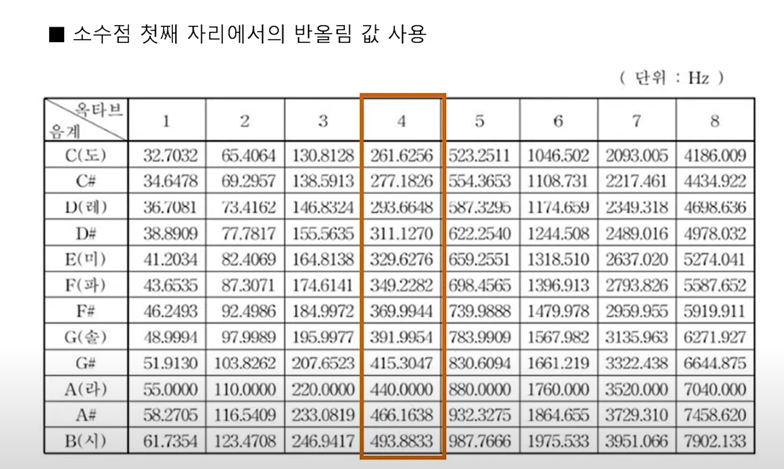 ■ 소수점 첫째 자리에서의 반올림 값 사용
( 단위 : Hz )
옥타브 음계 1 2 3 4 5 6 7 8
C(도) 32.7032 65.4064 130.8128 261.6256 523.2511 1046.502 2093.005 4186.009
C# 34.6478 69.2957 138.5913 277.1826 554.3653 1108.731 2217.461 4434.922
D(레) 36.7081 73.4162 146.8324 293.6648 587.3295 1174.659 2349.318 4698.636
D# 38.8909 77.7817 155.5635 311.1270 622.2540 1244.508 2489.016 4978.032
E(미) 41.2034 82.4069 164.8138 329.6276 659.2551 1318.510 2637.020 5274.041
F(파) 43.6535 87.3071 174.6141 349.2282 698.4565 1396.913 2793.826 5587.652
F# 46.2493 92.4986 184.9972 369.9944 739.9888 1479.978 2959.955 5919.911
G(솔) 48.9994 97.9989 195.9977 391.9954 783.9909 1567.982 3135.963 6271.927
G# 51.9130 103.8262 207.6523 415.3047 830.6094 1661.219 3322.438 6644.875
A(라) 55.0000 110.0000 220.0000 440.0000 880.0000 1760.000 3520.000 7040.000
A# 58.2705 116.5409 233.0819 466.1638 932.3275 1864.655 3729.310 7458.620
B(시) 61.7354 123.4708 246.9417 493.8833 987.7666 1975.533 3951.066 7902.133